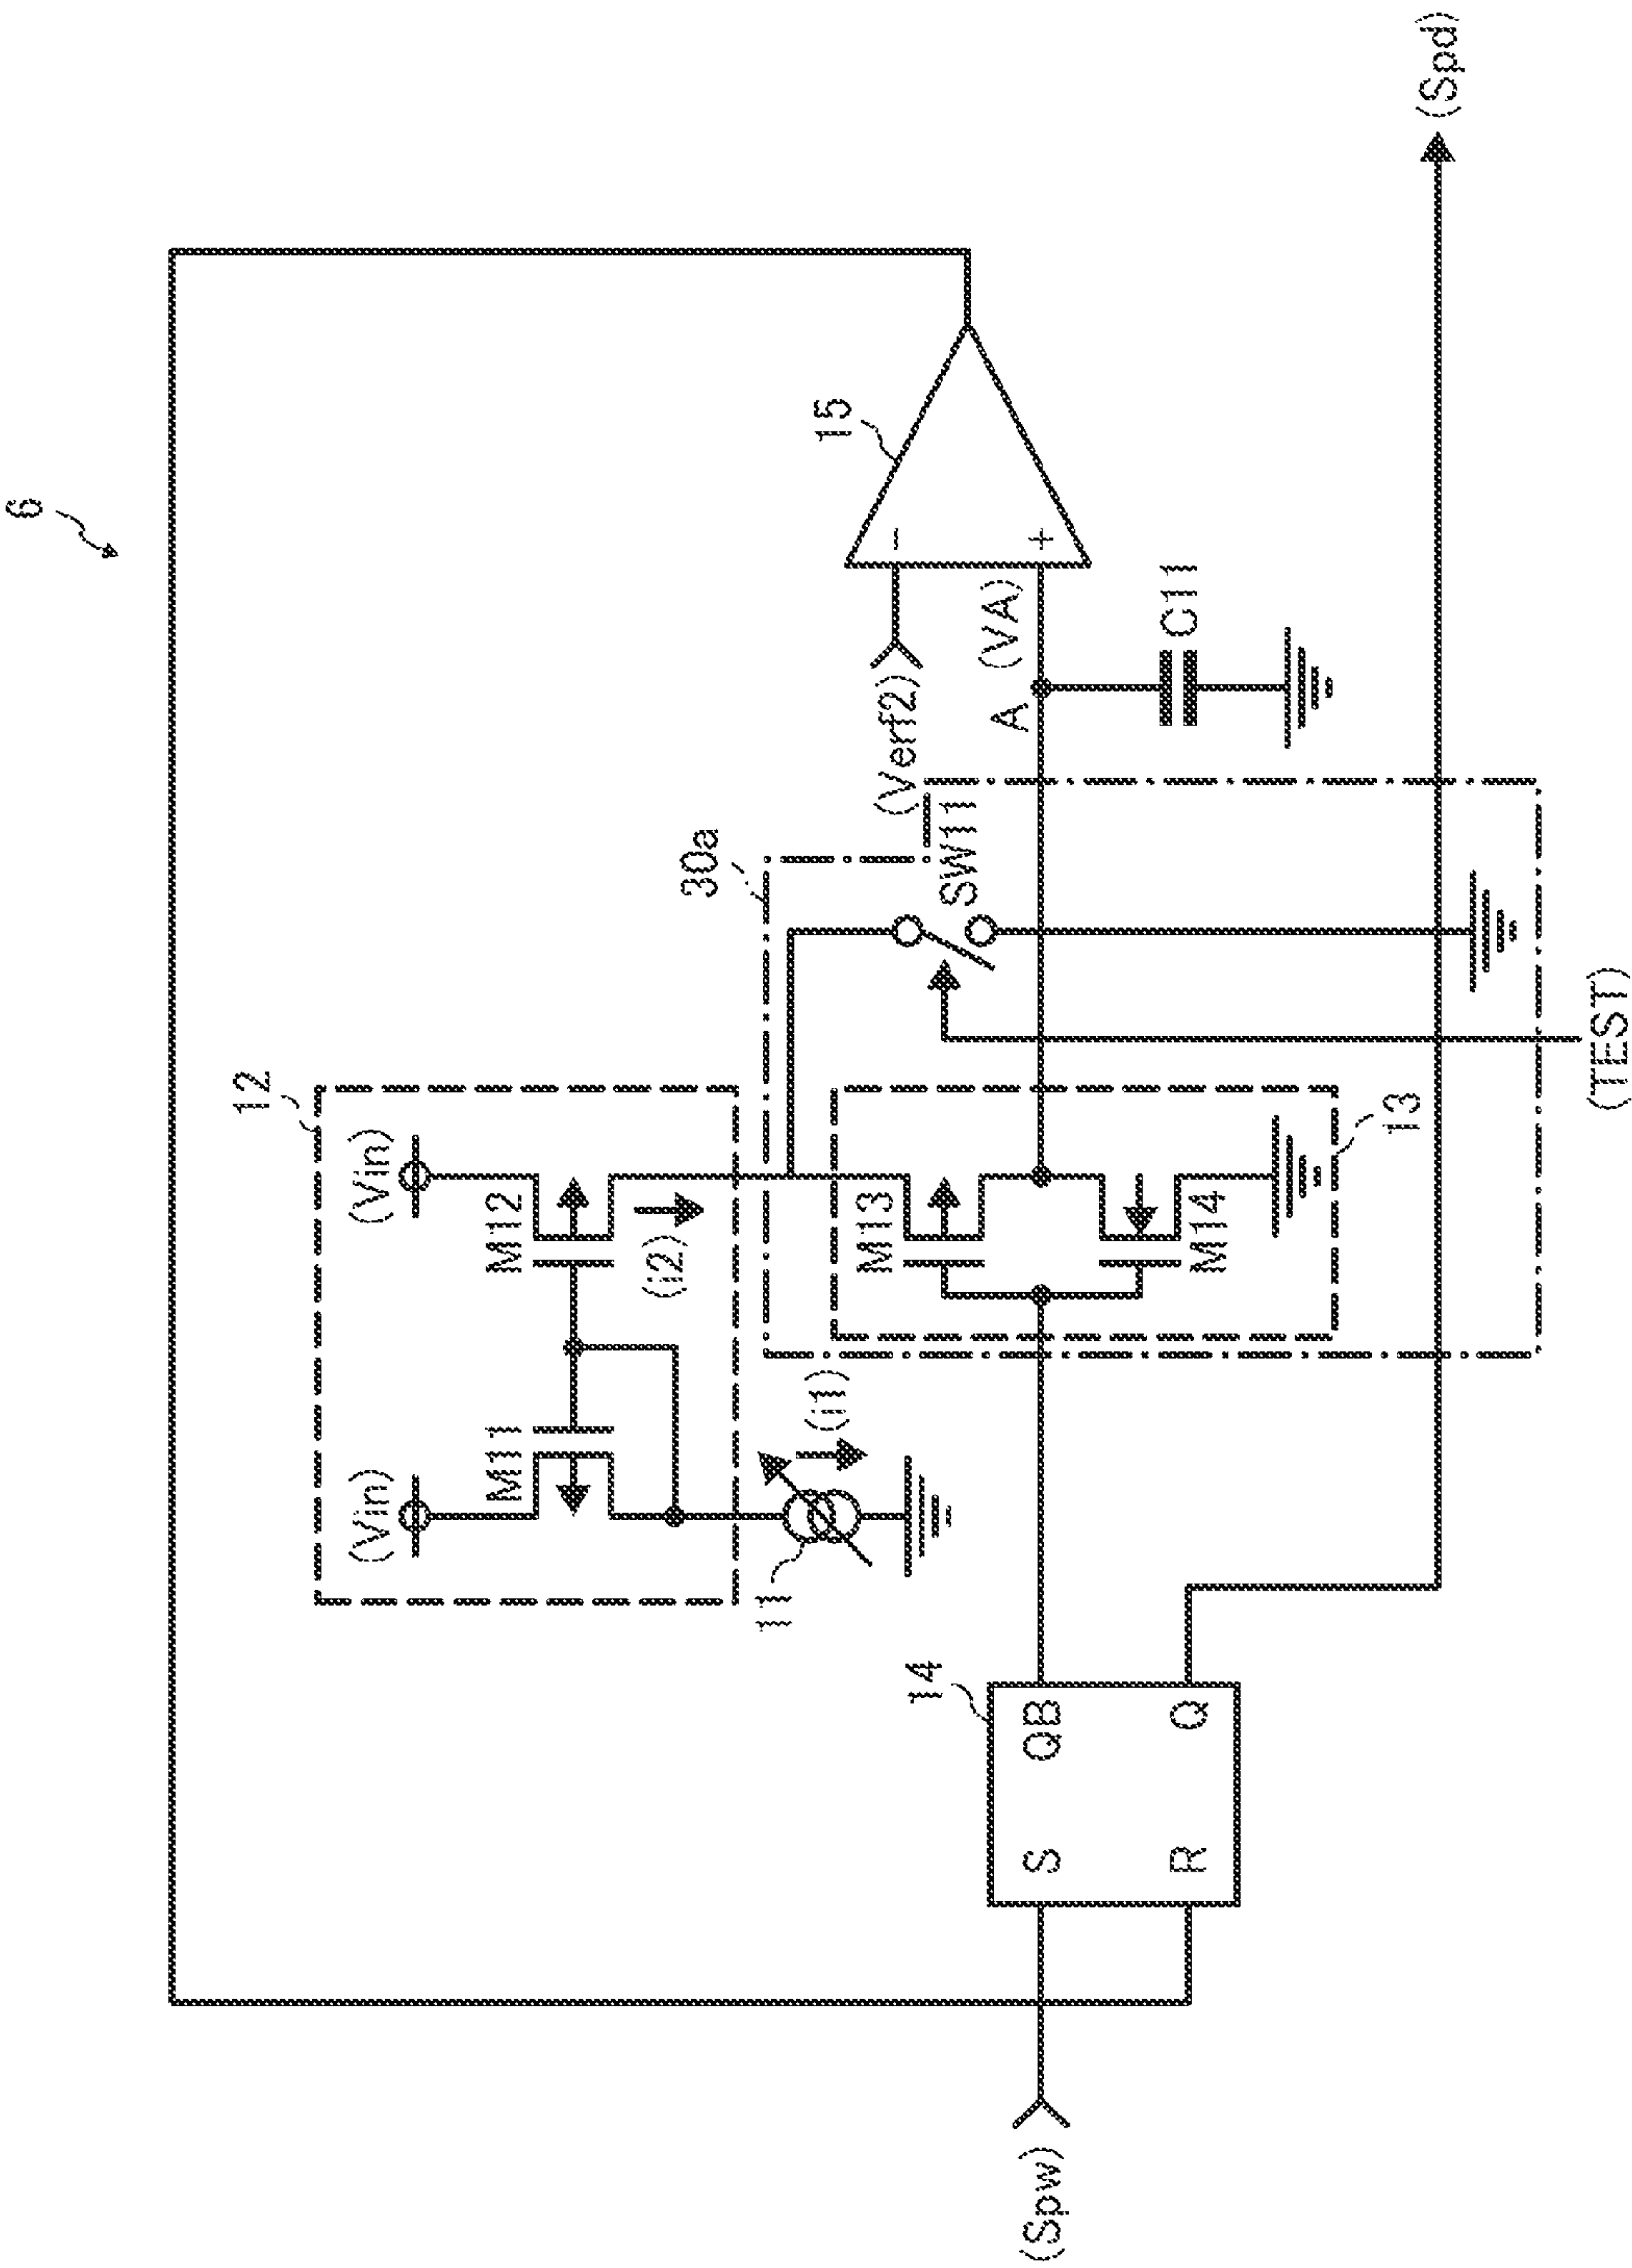 6
12
(Vin)
(Vin)
M11
M12
(i2)
11
(i1)
30a
SW11
(Verf2)
15
-
+
M13
M14
13
A
(VA)
C11
14
S
QB
R
Q
(Spw)
(TEST)
(Spd)